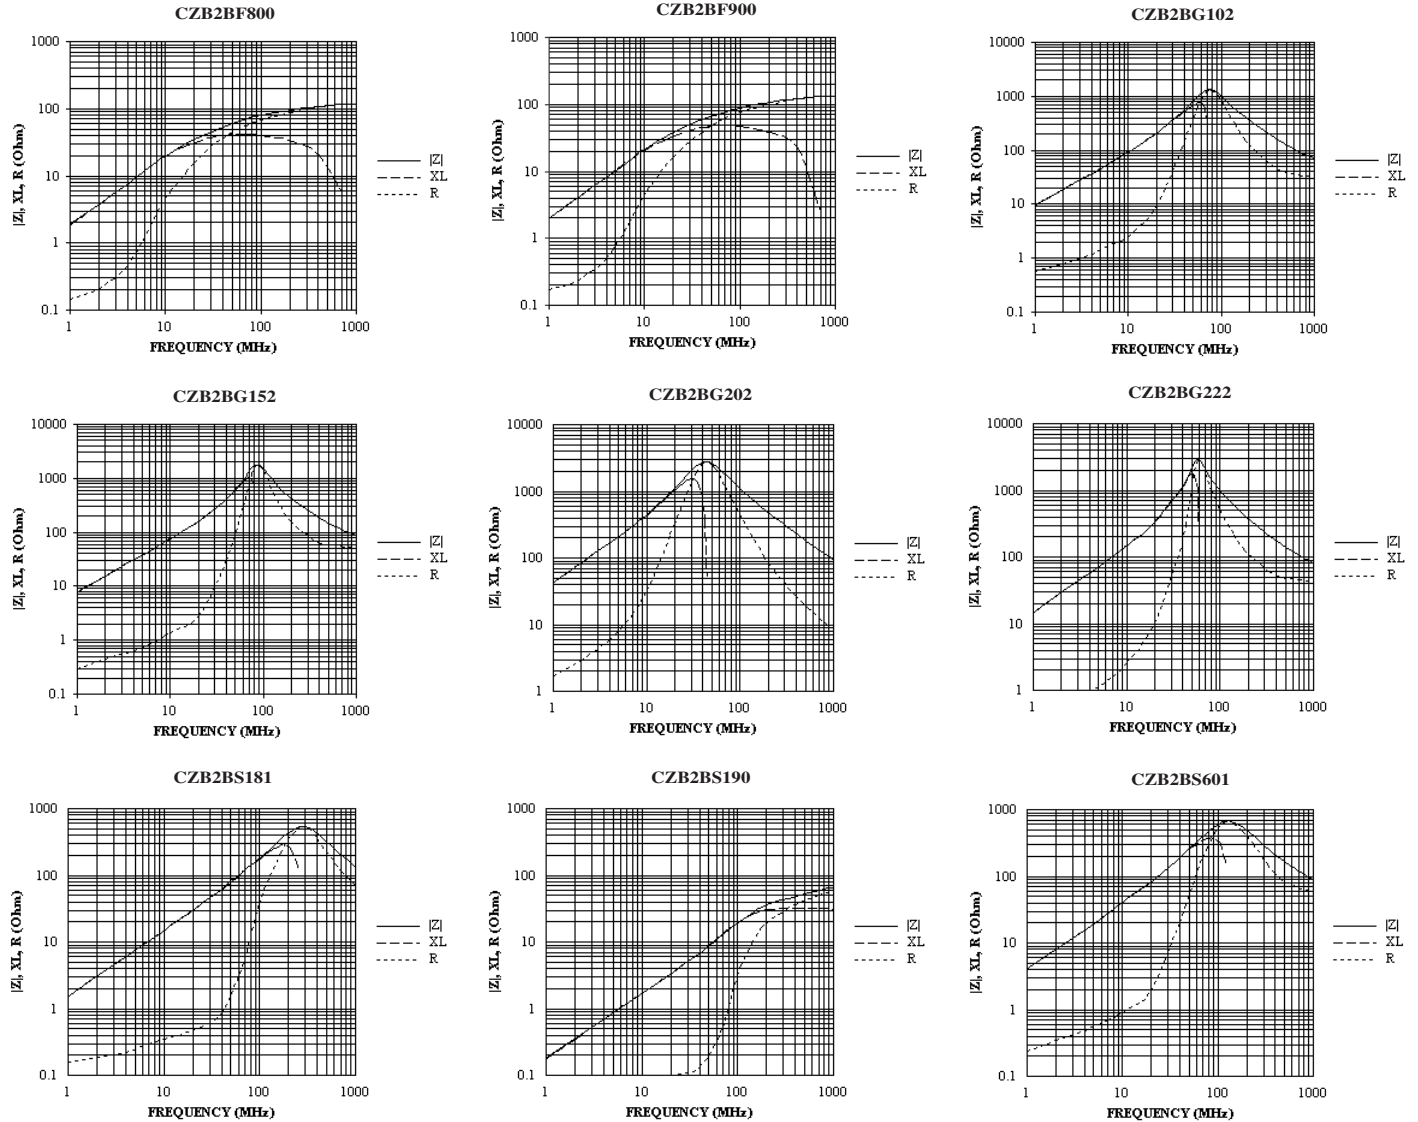 CZB2BF800
1000
100
10
1
0.1
1 10 100 1000
FREQUENCY (MHz)
|Z|, XL, R (Ohm)
|Z|
XL
R
CZB2BF900
1000
100
10
1
0.1
1 10 100 1000
FREQUENCY (MHz)
|Z|, XL, R (Ohm)
|Z|
XL
R
CZB2BG102
10000
1000
100
10
1
0.1
1 10 100 1000
FREQUENCY (MHz)
|Z|, XL, R (Ohm)
|Z|
XL
R
CZB2BG152
10000
1000
100
10
1
0.1
1 10 100 1000
FREQUENCY (MHz)
|Z|, XL, R (Ohm)
|Z|
XL
R
CZB2BG202
10000
1000
100
10
1
1 10 100 1000
FREQUENCY (MHz)
|Z|, XL, R (Ohm)
|Z|
XL
R
CZB2BG222
10000
1000
100
10
1
1 10 100 1000
FREQUENCY (MHz)
|Z|, XL, R (Ohm)
|Z|
XL
R
CZB2BS181
1000
100
10
1
0.1
1 10 100 1000
FREQUENCY (MHz)
|Z|, XL, R (Ohm)
|Z|
XL
R
CZB2BS190
1000
100
10
1
0.1
1 10 100 1000
FREQUENCY (MHz)
|Z|, XL, R (Ohm)
|Z|
XL
R
CZB2BS601
1000
100
10
1
0.1
1 10 100 1000
FREQUENCY (MHz)
|Z|, XL, R (Ohm)
|Z|
XL
R